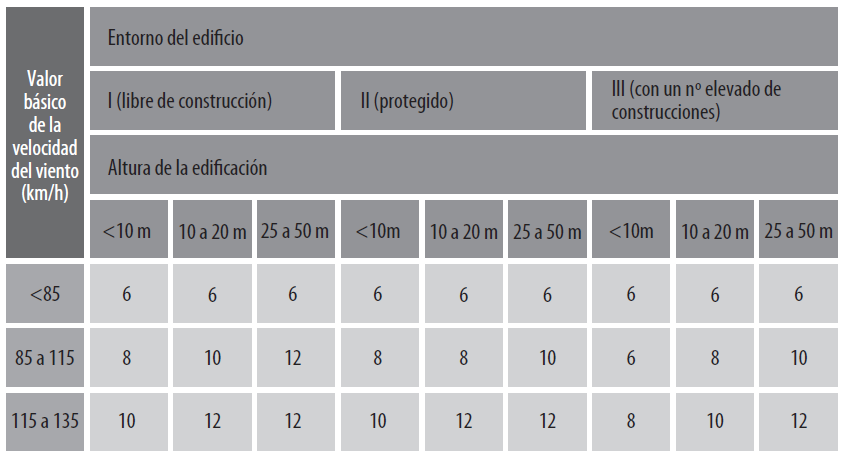 Valor
básico
de la
velocidad
del viento
(km/h)
Entorno del edificio
I (libre de construcción)
II (protegido)
III (con un nº elevado de
construcciones)
Altura de la edificación
<10 m 10 a 20 m 25 a 50 m <10m 10 a 20 m 25 a 50 m <10m 10 a 20 m 25 a 50 m
<85 6 6 6 6 6 6 6 6 6
85 a 115 8 10 12 8 8 10 6 8 10
115 a 135 10 12 12 10 12 12 8 10 12